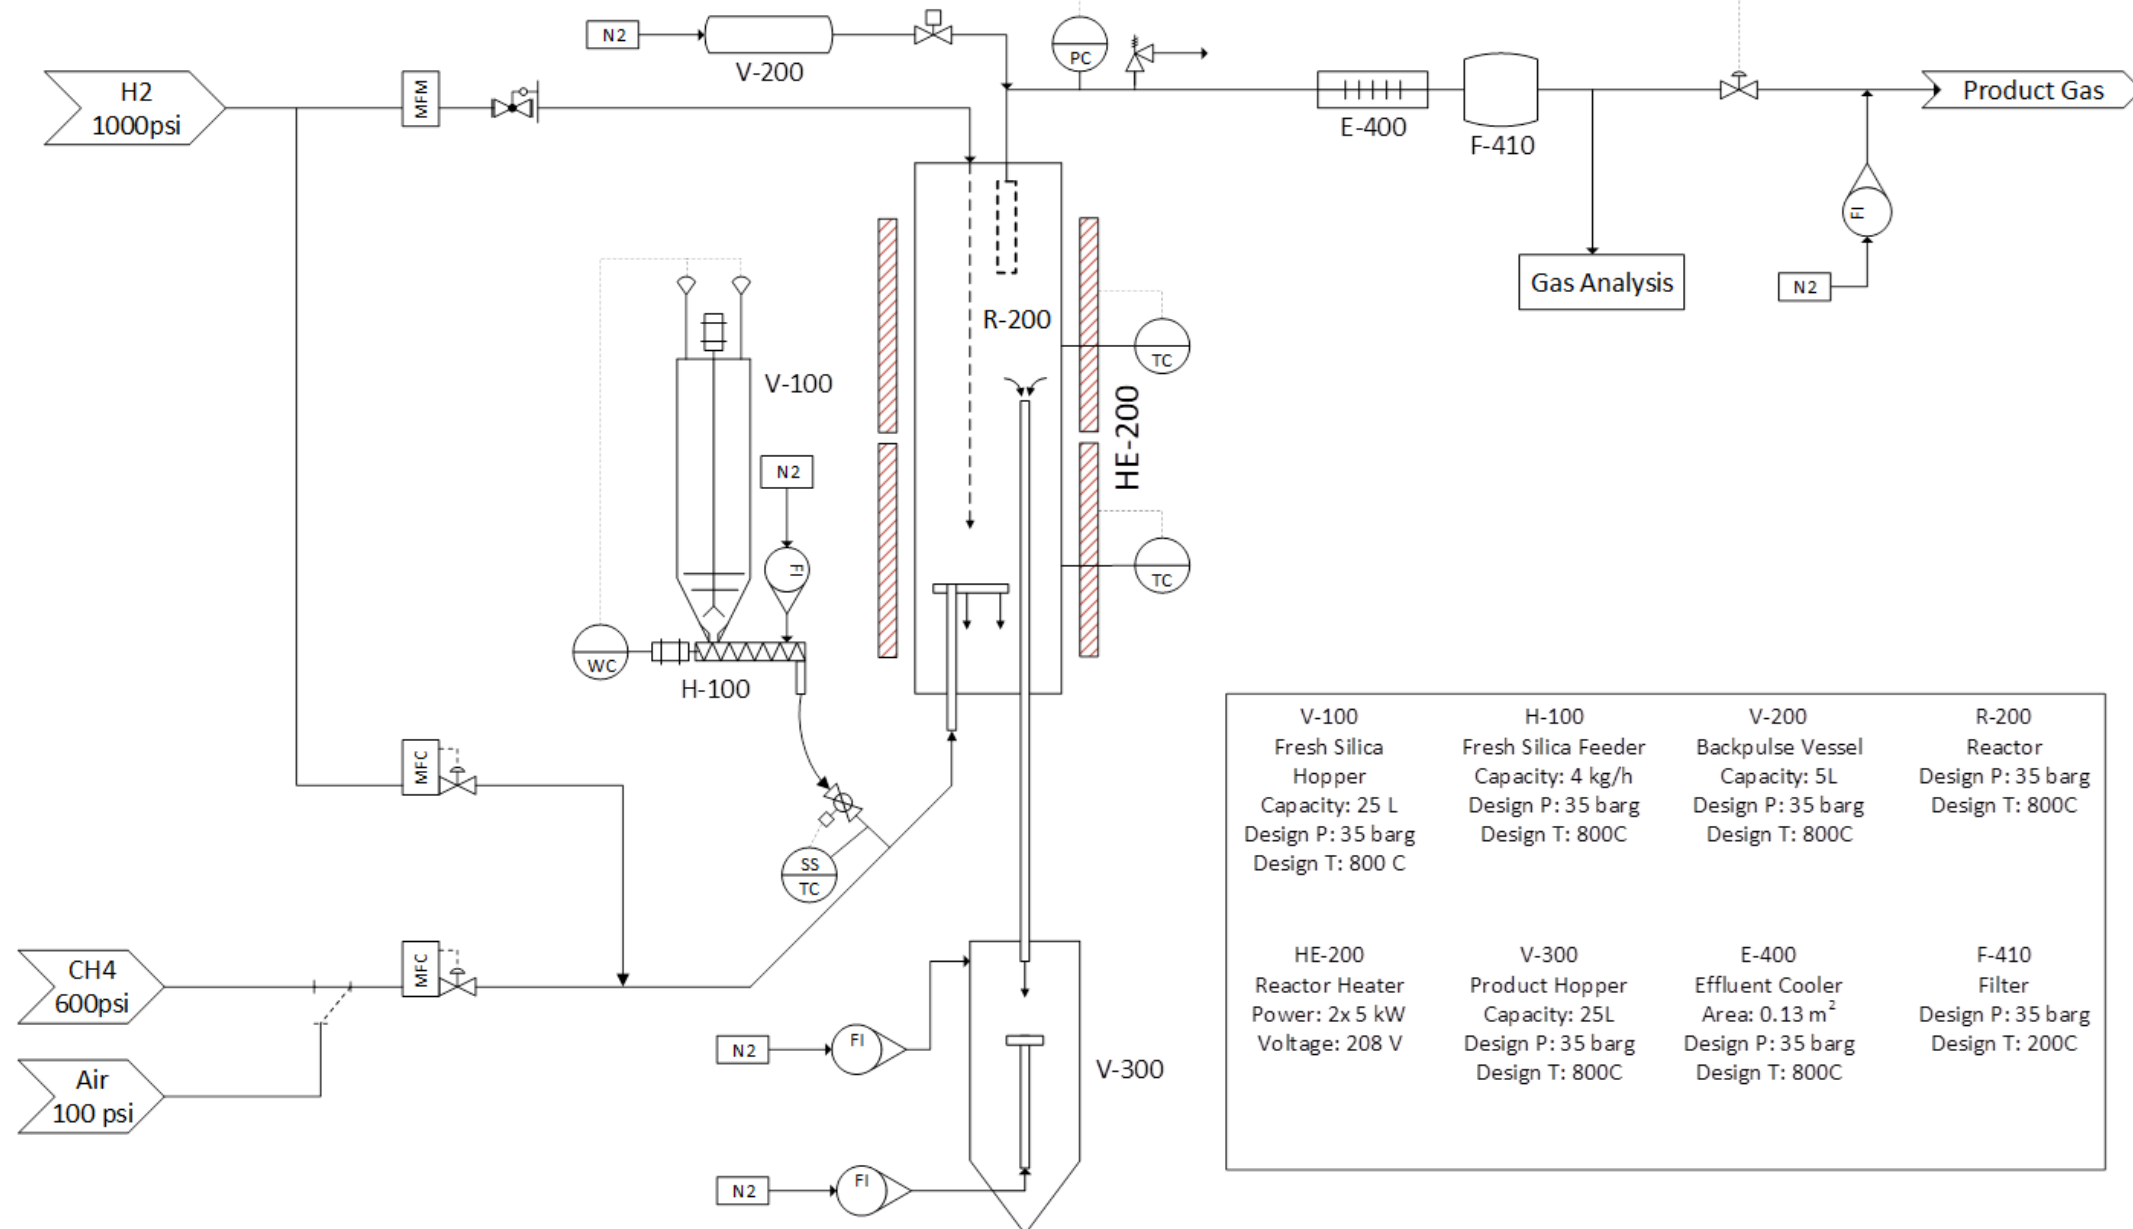 N2
V-200
PC
H2
1000psi
MFM
E-400
F-410
Product Gas
FI
Gas Analysis
N2
R-200
TC
V-100
HE-200
N2
FI
TC
WC
H-100
MFC
SS
TC
CH4
600psi
MFC
Air
100 psi
N2
FI
V-300
N2
FI
V-100
Fresh Silica
Hopper
Capacity: 25 L
Design P: 35 barg
Design T: 800 C
H-100
Fresh Silica Feeder
Capacity: 4 kg/h
Design P: 35 barg
Design T: 800C
V-200
Backpulse Vessel
Capacity: 5L
Design P: 35 barg
Design T: 800C
R-200
Reactor
Design P: 35 barg
Design T: 800C
HE-200
Reactor Heater
Power: 2x 5 kW
Voltage: 208 V
V-300
Product Hopper
Capacity: 25L
Design P: 35 barg
Design T: 800C
E-400
Effluent Cooler
Area: 0.13 m²
Design P: 35 barg
Design T: 800C
F-410
Filter
Design P: 35 barg
Design T: 200C